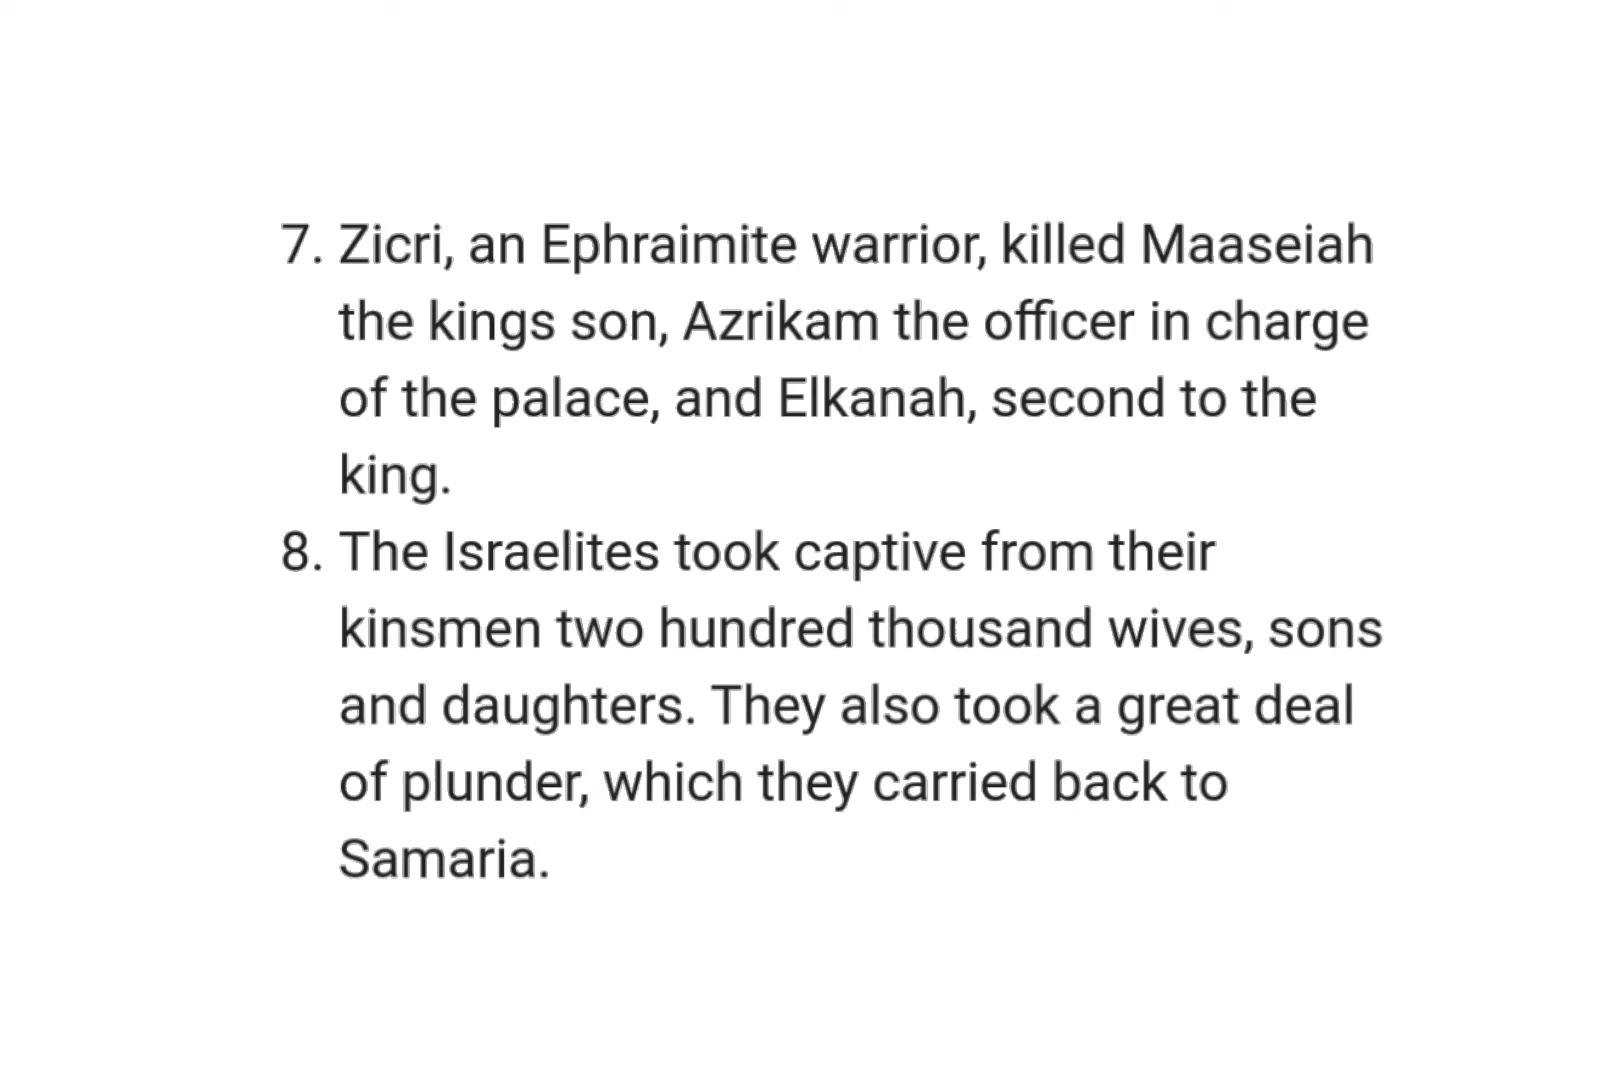 7. Zicri, an Ephraimite warrior, killed Maaseiah
the kings son, Azrikam the officer in charge
of the palace, and Elkanah, second to the
king.
8. The Israelites took captive from their
kinsmen two hundred thousand wives, sons
and daughters. They also took a great deal
of plunder, which they carried back to
Samaria.